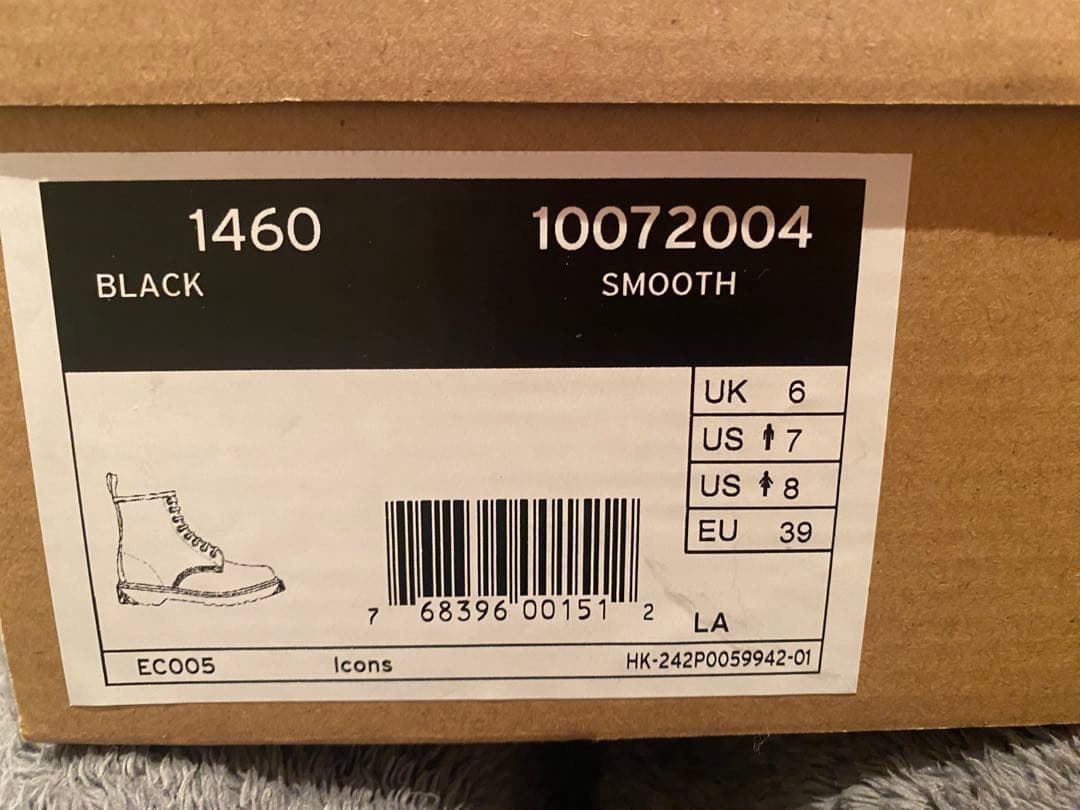 1460 10072004
BLACK SMOOTH
UK 6
US 7
US 8
EU 39
7 68396 00151 2
LA
EC005 Icons HK-242P0059942-01